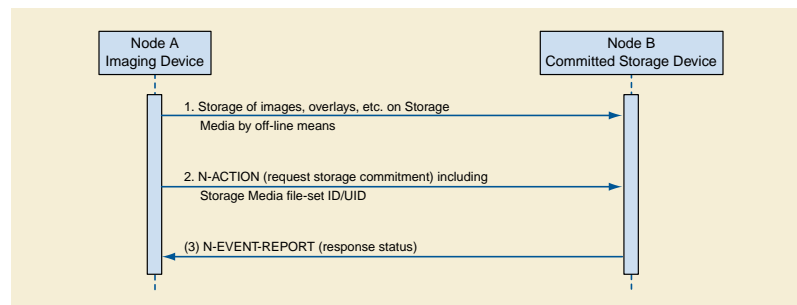 Node A
Imaging Device
Node B
Committed Storage Device
1. Storage of images, overlays, etc. on Storage
Media by off-line means
2. N-ACTION (request storage commitment) including
Storage Media file-set ID/UID
(3) N-EVENT-REPORT (response status)